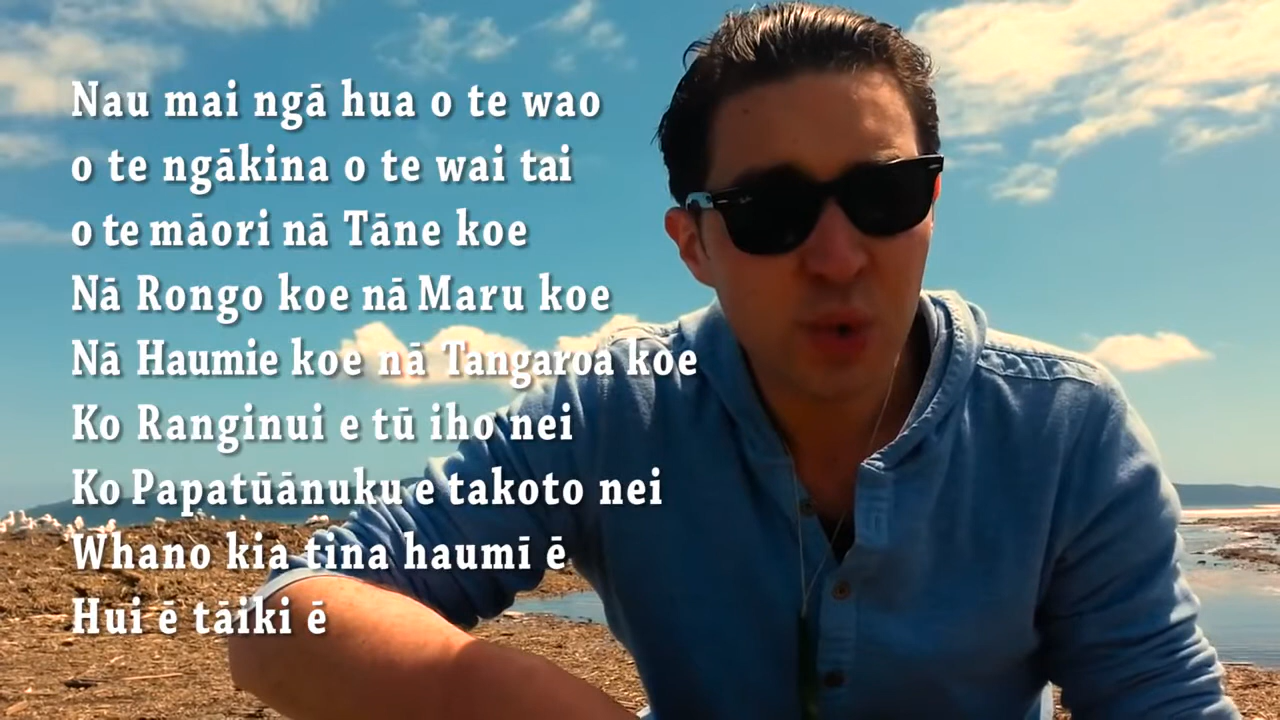 Nau mai ngā hua o te wao
o te ngākina o te wai tai
o te māori nā Tāne koe
Nā Rongo koe nā Maru koe
Nā Haumie koe nā Tangaroa koe
Ko Ranginui e tū iho nei
Ko Papatūānuku e takoto nei
Whano kia tina haumī ē
Hui ē tāiki ē